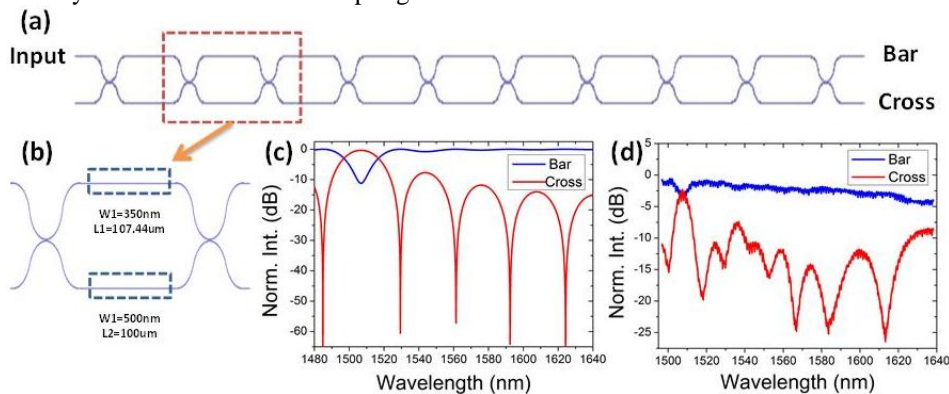 (a)
Input
Bar
Cross
(b)
W1=350nm
L1=107.44um
W1=500nm
L2=100um
(c)
Norm. Int. (dB)
0
-10
-20
-30
-40
-50
-60
Bar
Cross
1480 1500 1520 1540 1560 1580 1600 1620 1640
Wavelength (nm)
(d)
Norm. Int. (dB)
5
0
-5
-10
-15
-20
-25
Bar
Cross
1500 1520 1540 1560 1580 1600 1620 1640
Wavelength (nm)